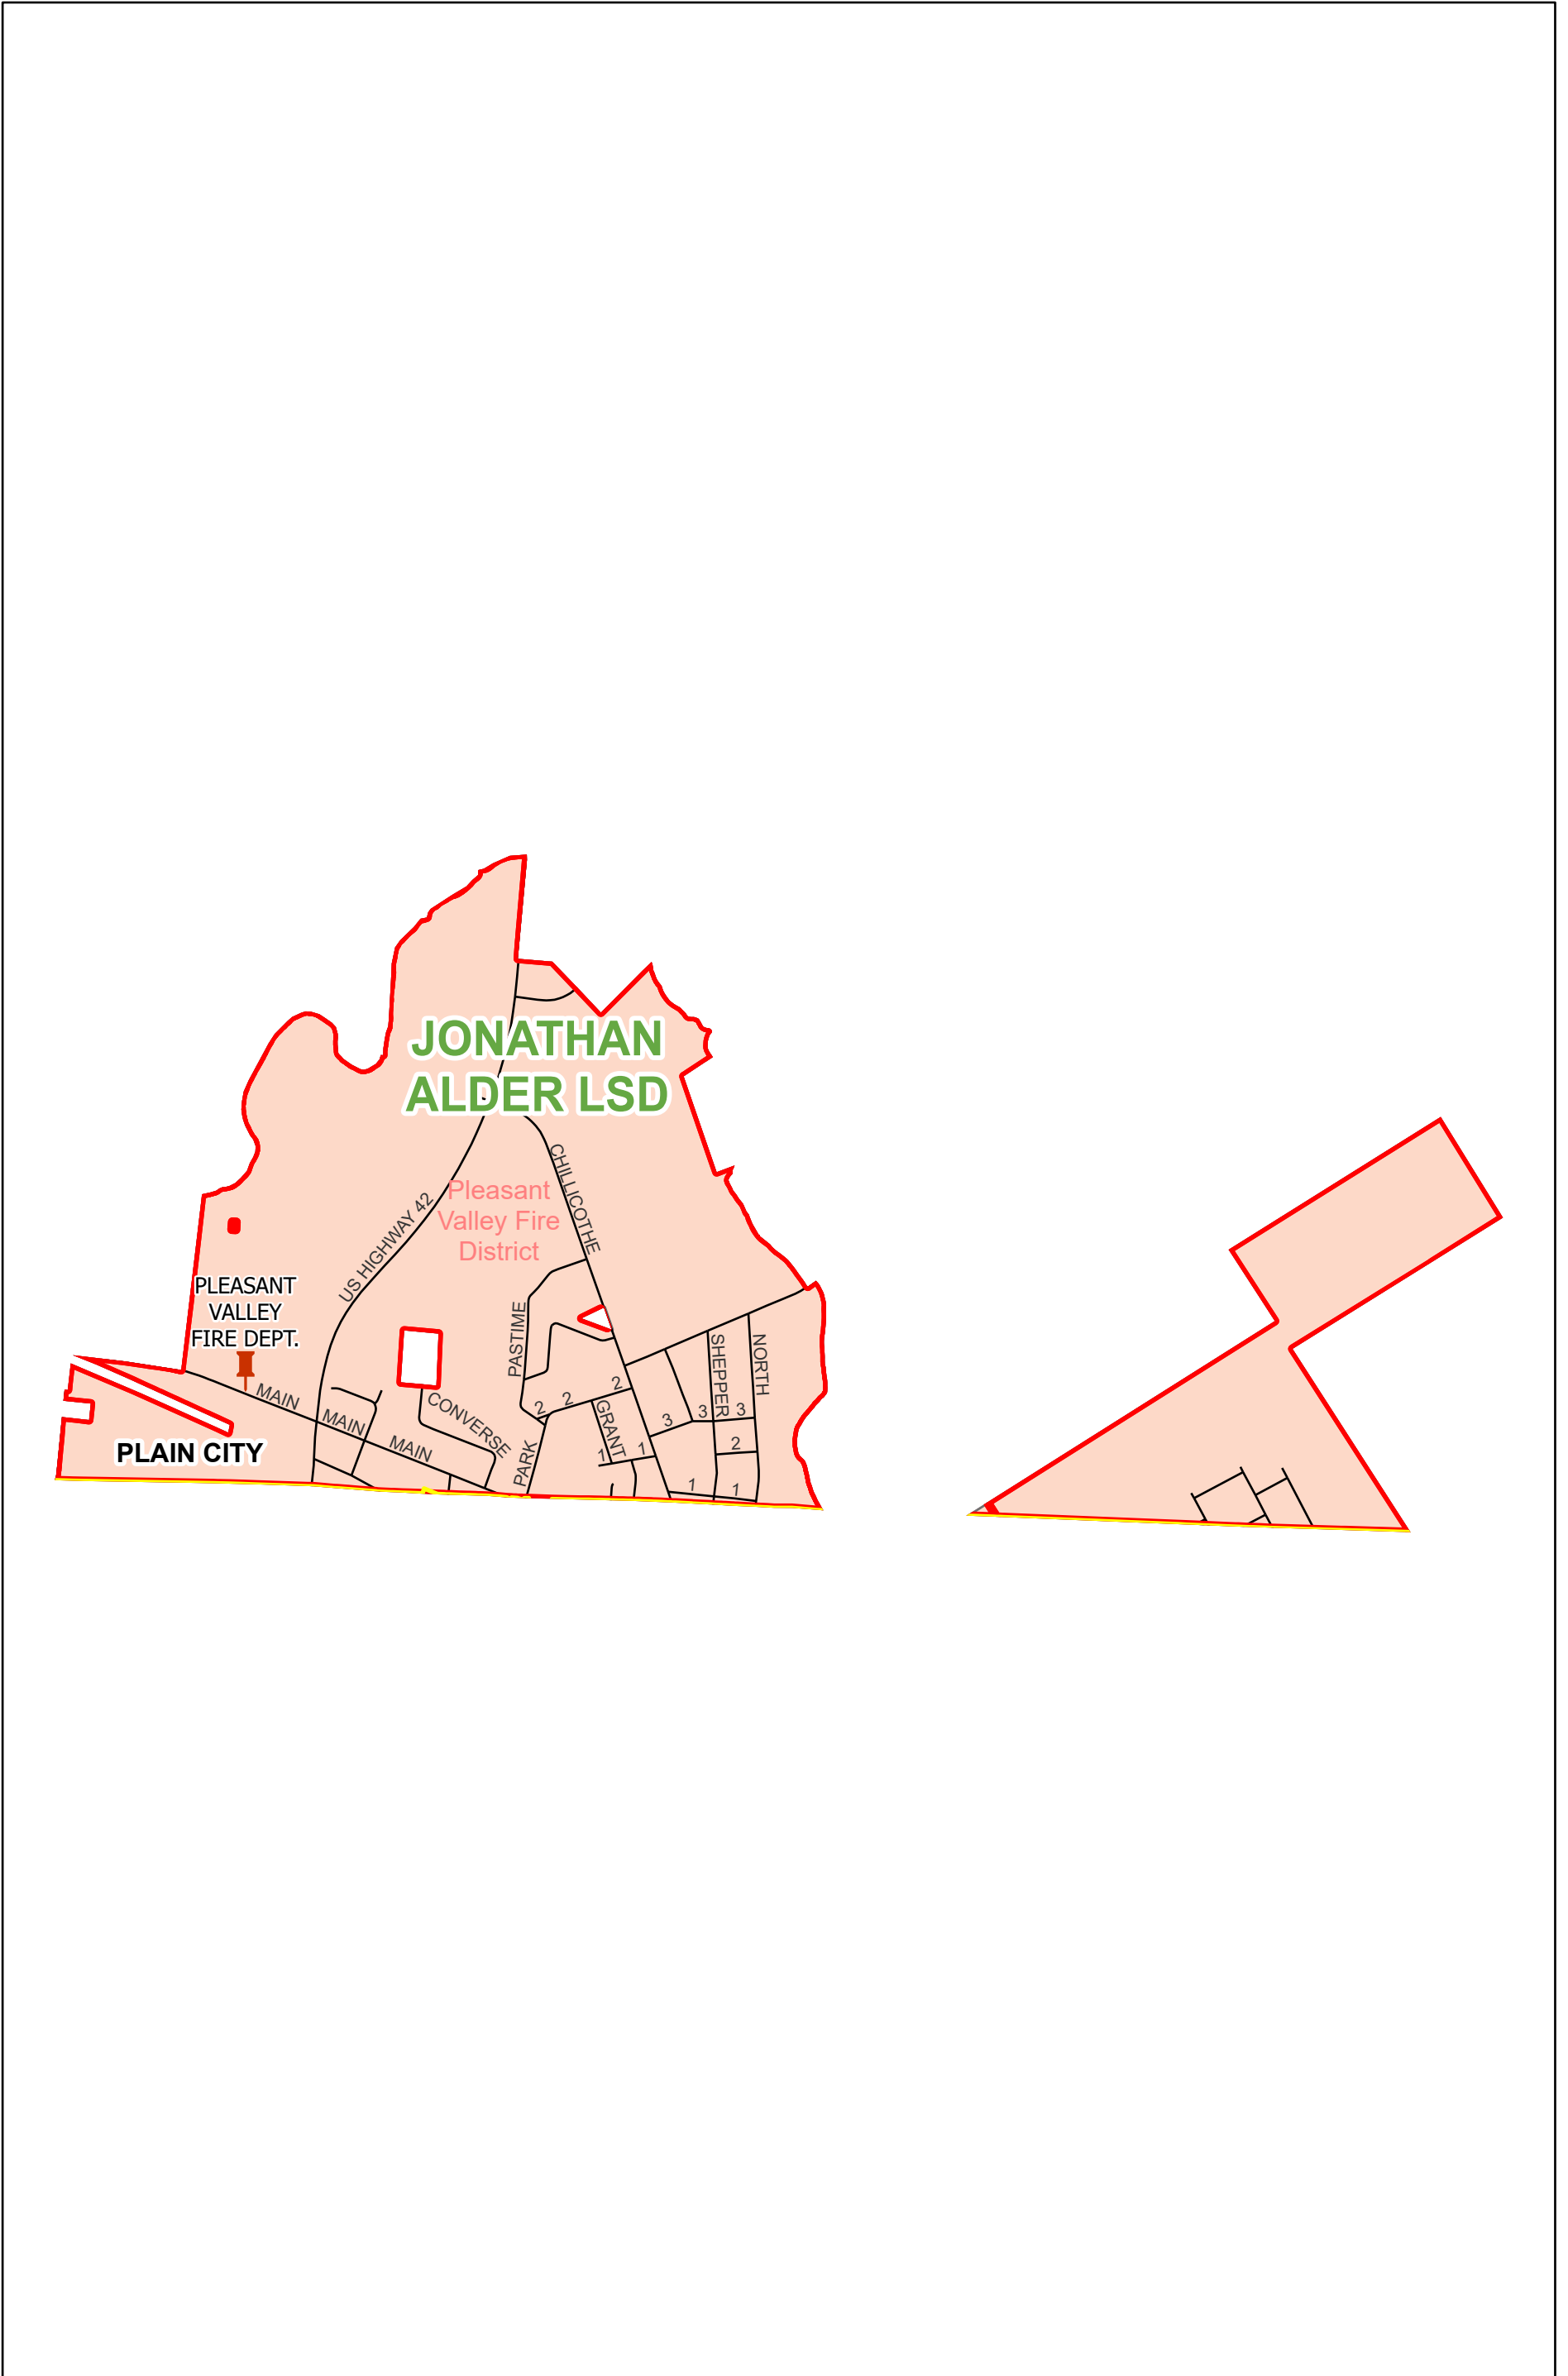 JONATHAN
ALDER LSD
CHILLICOTHE
Pleasant
Valley Fire
District
US HIGHWAY 42
PLEASANT
VALLEY
FIRE DEPT.
PASTIME
SHEPPER
NORTH
MAIN
MAIN
MAIN
CONVERSE
2
2
2
GRANT
3
3
3
PLAIN CITY
PARK
1
1
2
1
1